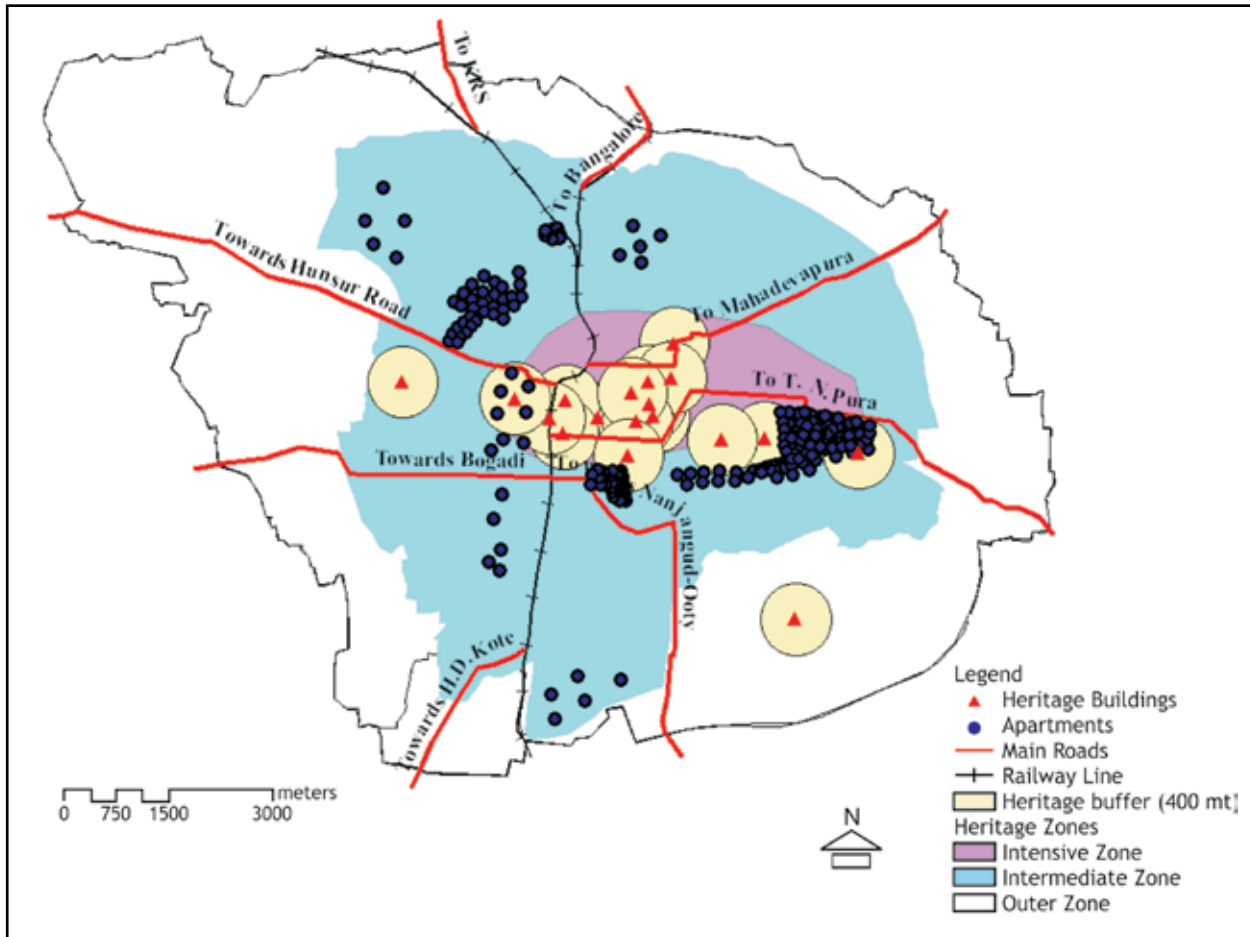 To KRS
To Bangalore
Towards Hunsur Road
To Mahadevapura
To T. N. Pura
Towards Bogadi
To
Nanjangud-Ooty
Towards H.D. Kote
meters
0 750 1500 3000
N
Legend
Heritage Buildings
Apartments
Main Roads
Railway Line
Heritage buffer (400 mt)
Heritage Zones
Intensive Zone
Intermediate Zone
Outer Zone